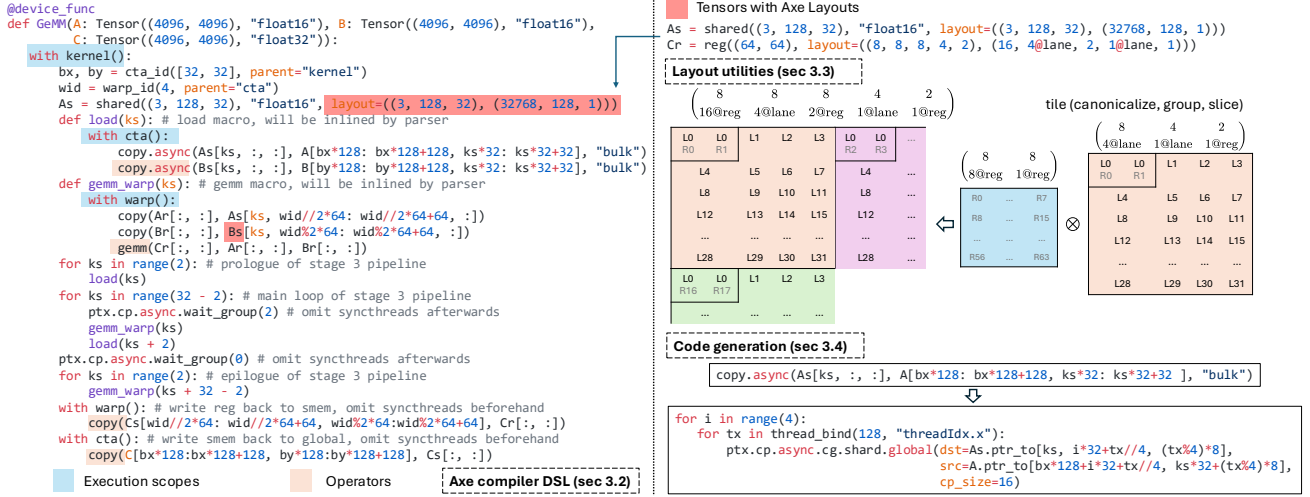 @device_func
def GeMM(A: Tensor((4096, 4096), "float16"), B: Tensor((4096, 4096), "float16"),
C: Tensor((4096, 4096), "float32")):
with kernel():
bx, by = cta_id([32, 32], parent="kernel")
wid = warp_id(4, parent="cta")
As = shared((3, 128, 32), "float16", layout=((3, 128, 32), (32768, 128, 1)))
def load(ks): # load macro, will be inlined by parser
with cta():
copy.async(As[ks, :, :], A[bx*128: bx*128+128, ks*32: ks*32+32], "bulk")
copy.async(Bs[ks, :, :], B[by*128: by*128+128, ks*32: ks*32+32], "bulk")
def gemm_warp(ks): # gemm macro, will be inlined by parser
with warp():
copy(Ar[:, :], As[ks, wid//2*64: wid//2*64+64, :])
copy(Br[:, :], Bs[ks, wid%2*64: wid%2*64+64, :])
gemm(Cr[:, :], Ar[:, :], Br[:, :])
for ks in range(2): # prologue of stage 3 pipeline
load(ks)
for ks in range(32 - 2): # main loop of stage 3 pipeline
ptx.cp.async.wait_group(2) # omit syncthreads afterwards
gemm_warp(ks)
load(ks + 2)
ptx.cp.async.wait_group(0) # omit syncthreads afterwards
for ks in range(2): # epilogue of stage 3 pipeline
gemm_warp(ks + 32 - 2)
with warp(): # write reg back to smem, omit syncthreads beforehand
copy(Cs[wid//2*64: wid//2*64+64, wid%2*64:wid%2*64+64], Cr[:, :])
with cta(): # write smem back to global, omit syncthreads beforehand
copy(C[bx*128:bx*128+128, by*128:by*128+128], Cs[:, :])
Execution scopes
Operators
Axe compiler DSL (sec 3.2)
Tensors with Axe Layouts
As = shared((3, 128, 32), "float16", layout=((3, 128, 32), (32768, 128, 1)))
Cr = reg((64, 64), layout=((8, 8, 8, 4, 2), (16, 4@lane, 2, 1@lane, 1)))
Layout utilities (sec 3.3)
8 8 8 4 2
16@reg 4@lane 2@reg 1@lane 1@reg
L0 L0 L1 L2 L3 L0 L0 ...
R0 R1 R2 R3
L4 L5 L6 L7 L4 ...
L8 L9 L10 L11 L8 ...
L12 L13 L14 L15 L12 ...
... ... ... ... ... ...
L28 L29 L30 L31 L28 ...
L0 L0 L1 L2 L3
R16 R17
... ... ... ...
8 8
8@reg 1@reg
R0 ... R7
R8 ... R15
... ... ...
R56 ... R63
⊗
tile (canonicalize, group, slice)
8 4 2
4@lane 1@lane 1@reg
L0 L0 L1 L2 L3
R0 R1
L4 L5 L6 L7
L8 L9 L10 L11
L12 L13 L14 L15
... ... ... ...
L28 L29 L30 L31
Code generation (sec 3.4)
copy.async(As[ks, :, :], A[bx*128: bx*128+128, ks*32: ks*32+32 ], "bulk")
for i in range(4):
for tx in thread_bind(128, "threadIdx.x"):
ptx.cp.async.cg.shard.global(dst=As.ptr_to[ks, i*32+tx//4, (tx%4)*8],
src=A.ptr_to[bx*128+i*32+tx//4, ks*32+(tx%4)*8],
cp_size=16)